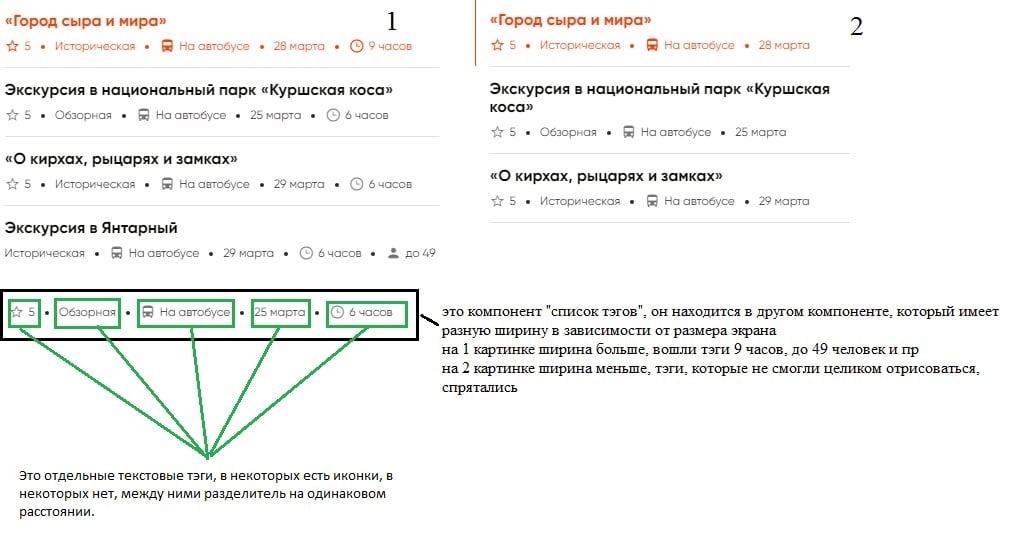 «Город сыра и мира»
5 • Историческая • На автобусе • 28 марта • 9 часов
1
Экскурсия в национальный парк «Куршская коса»
5 • Обзорная • На автобусе • 25 марта • 6 часов
«О кирхах, рыцарях и замках»
5 • Историческая • На автобусе • 29 марта • 6 часов
Экскурсия в Янтарный
Историческая • На автобусе • 29 марта • 6 часов • до 49
«Город сыра и мира»
5 • Историческая • На автобусе • 28 марта
2
Экскурсия в национальный парк «Куршская
коса»
5 • Обзорная • На автобусе • 25 марта
«О кирхах, рыцарях и замках»
5 • Историческая • На автобусе • 29 марта
5 • Обзорная • На автобусе • 25 марта • 6 часов
это компонент "список тэгов", он находится в другом компоненте, который имеет
разную ширину в зависимости от размера экрана
на 1 картинке ширина больше, вошли тэги 9 часов, до 49 человек и пр
на 2 картинке ширина меньше, тэги, которые не смогли целиком отрисоваться,
спрятались
Это отдельные текстовые тэги, в некоторых есть иконки, в
некоторых нет, между ними разделитель на одинаковом
расстоянии.